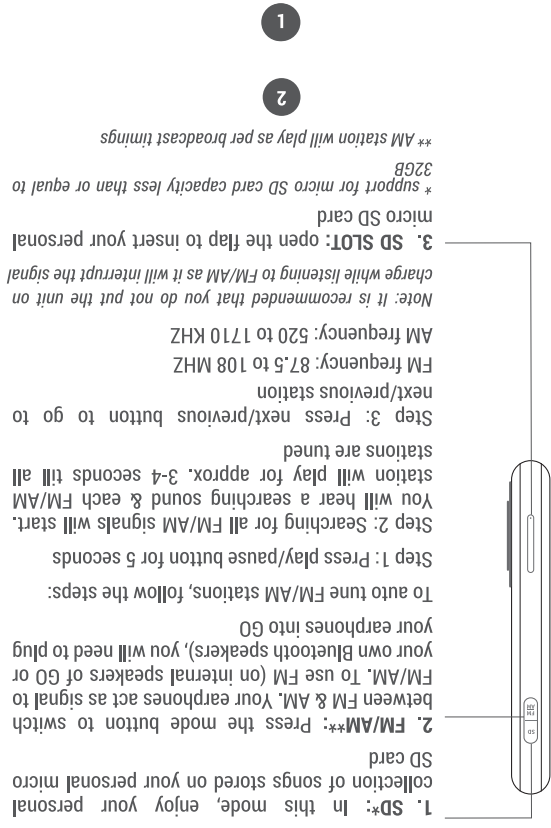 1. SD*: In this mode, enjoy your personal
collection of songs stored on your personal micro
SD card
2. FM/AM**: Press the mode button to switch
between FM & AM. Your earphones act as signal to
FM/AM. To use FM (on internal speakers of GO or
your own Bluetooth speakers), you will need to plug
your earphones into GO
To auto tune FM/AM stations, follow the steps:
Step 1: Press play/pause button for 5 seconds
Step 2: Searching for all FM/AM signals will start.
You will hear a searching sound & each FM/AM
station will play for approx. 3-4 seconds till all
stations are tuned
Step 3: Press next/previous button to go to
next/previous station
FM frequency: 87.5 to 108 MHZ
AM frequency: 520 to 1710 KHZ
Note: It is recommended that you do not put the unit on
charge while listening to FM/AM as it will interrupt the signal
3. SD SLOT: open the flap to insert your personal
micro SD card
* support for micro SD card capacity less than or equal to
32GB
** AM station will play as per broadcast timings
2
1
SD
FM
AM